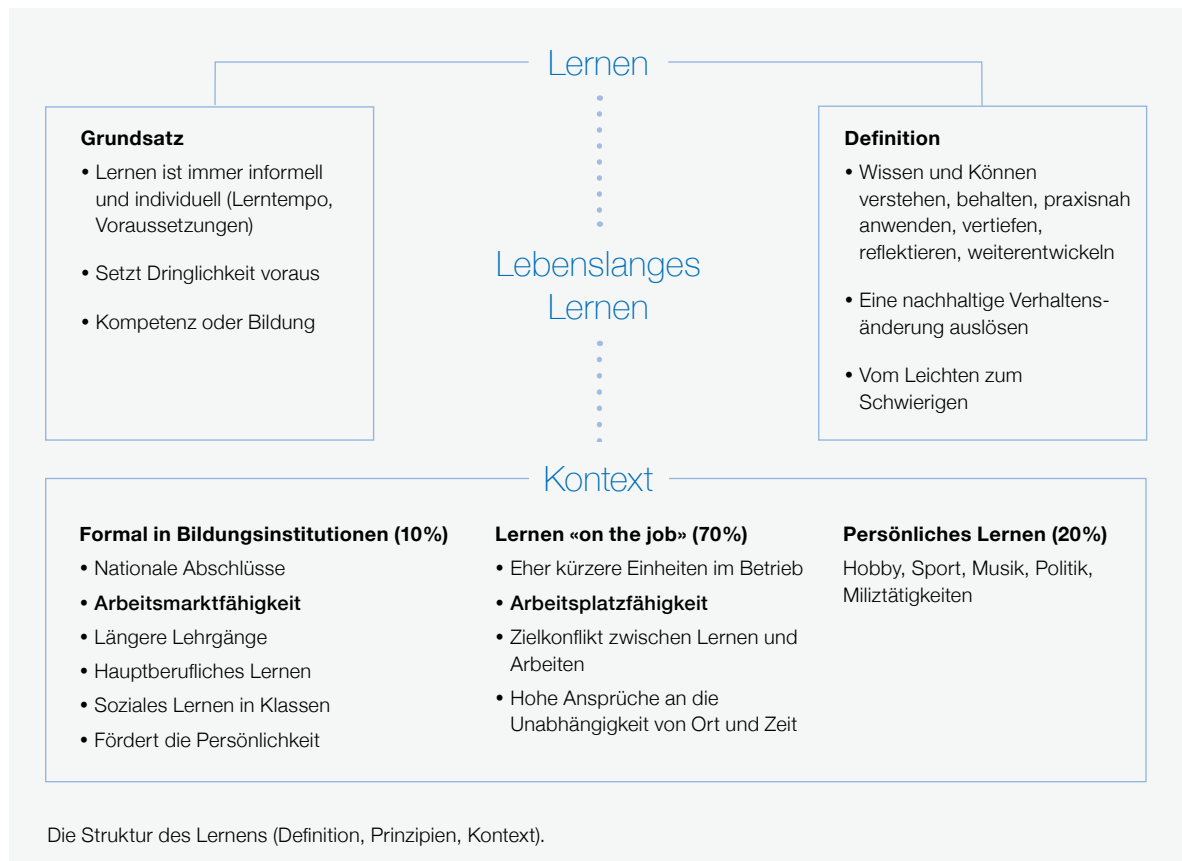 Lernen
Grundsatz
• Lernen ist immer informell
und individuell (Lerntempo,
Voraussetzungen)
• Setzt Dringlichkeit voraus
• Kompetenz oder Bildung
Definition
• Wissen und Können
verstehen, behalten, praxisnah
anwenden, vertiefen,
reflektieren, weiterentwickeln
• Eine nachhaltige Verhaltens-
änderung auslösen
• Vom Leichten zum
Schwierigen
Lebenslanges
Lernen
Kontext
Formal in Bildungsinstitutionen (10%)
• Nationale Abschlüsse
• Arbeitsmarktfähigkeit
• Längere Lehrgänge
• Hauptberufliches Lernen
• Soziales Lernen in Klassen
• Fördert die Persönlichkeit
Lernen «on the job» (70%)
• Eher kürzere Einheiten im Betrieb
• Arbeitsplatzfähigkeit
• Zielkonflikt zwischen Lernen und
Arbeiten
• Hohe Ansprüche an die
Unabhängigkeit von Ort und Zeit
Persönliches Lernen (20%)
Hobby, Sport, Musik, Politik,
Miliztätigkeiten
Die Struktur des Lernens (Definition, Prinzipien, Kontext).